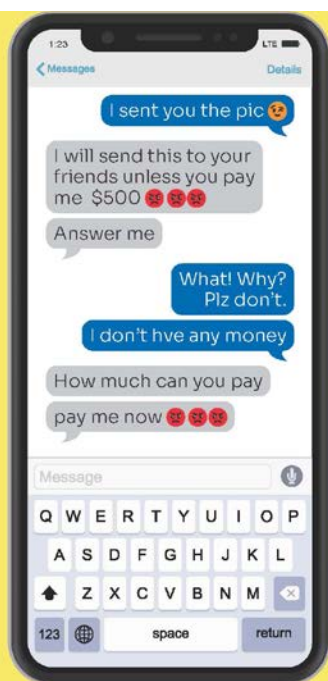 1:23
LTE
Messages
Details
I sent you the pic 😉
I will send this to your
friends unless you pay
me $500 😡😡😡
Answer me
What! Why?
Plz don't.
I don't hve any money
How much can you pay
pay me now 😡😡😡
Message
Q W E R T Y U I O P
A S D F G H J K L
Z X C V B N M
123 space return